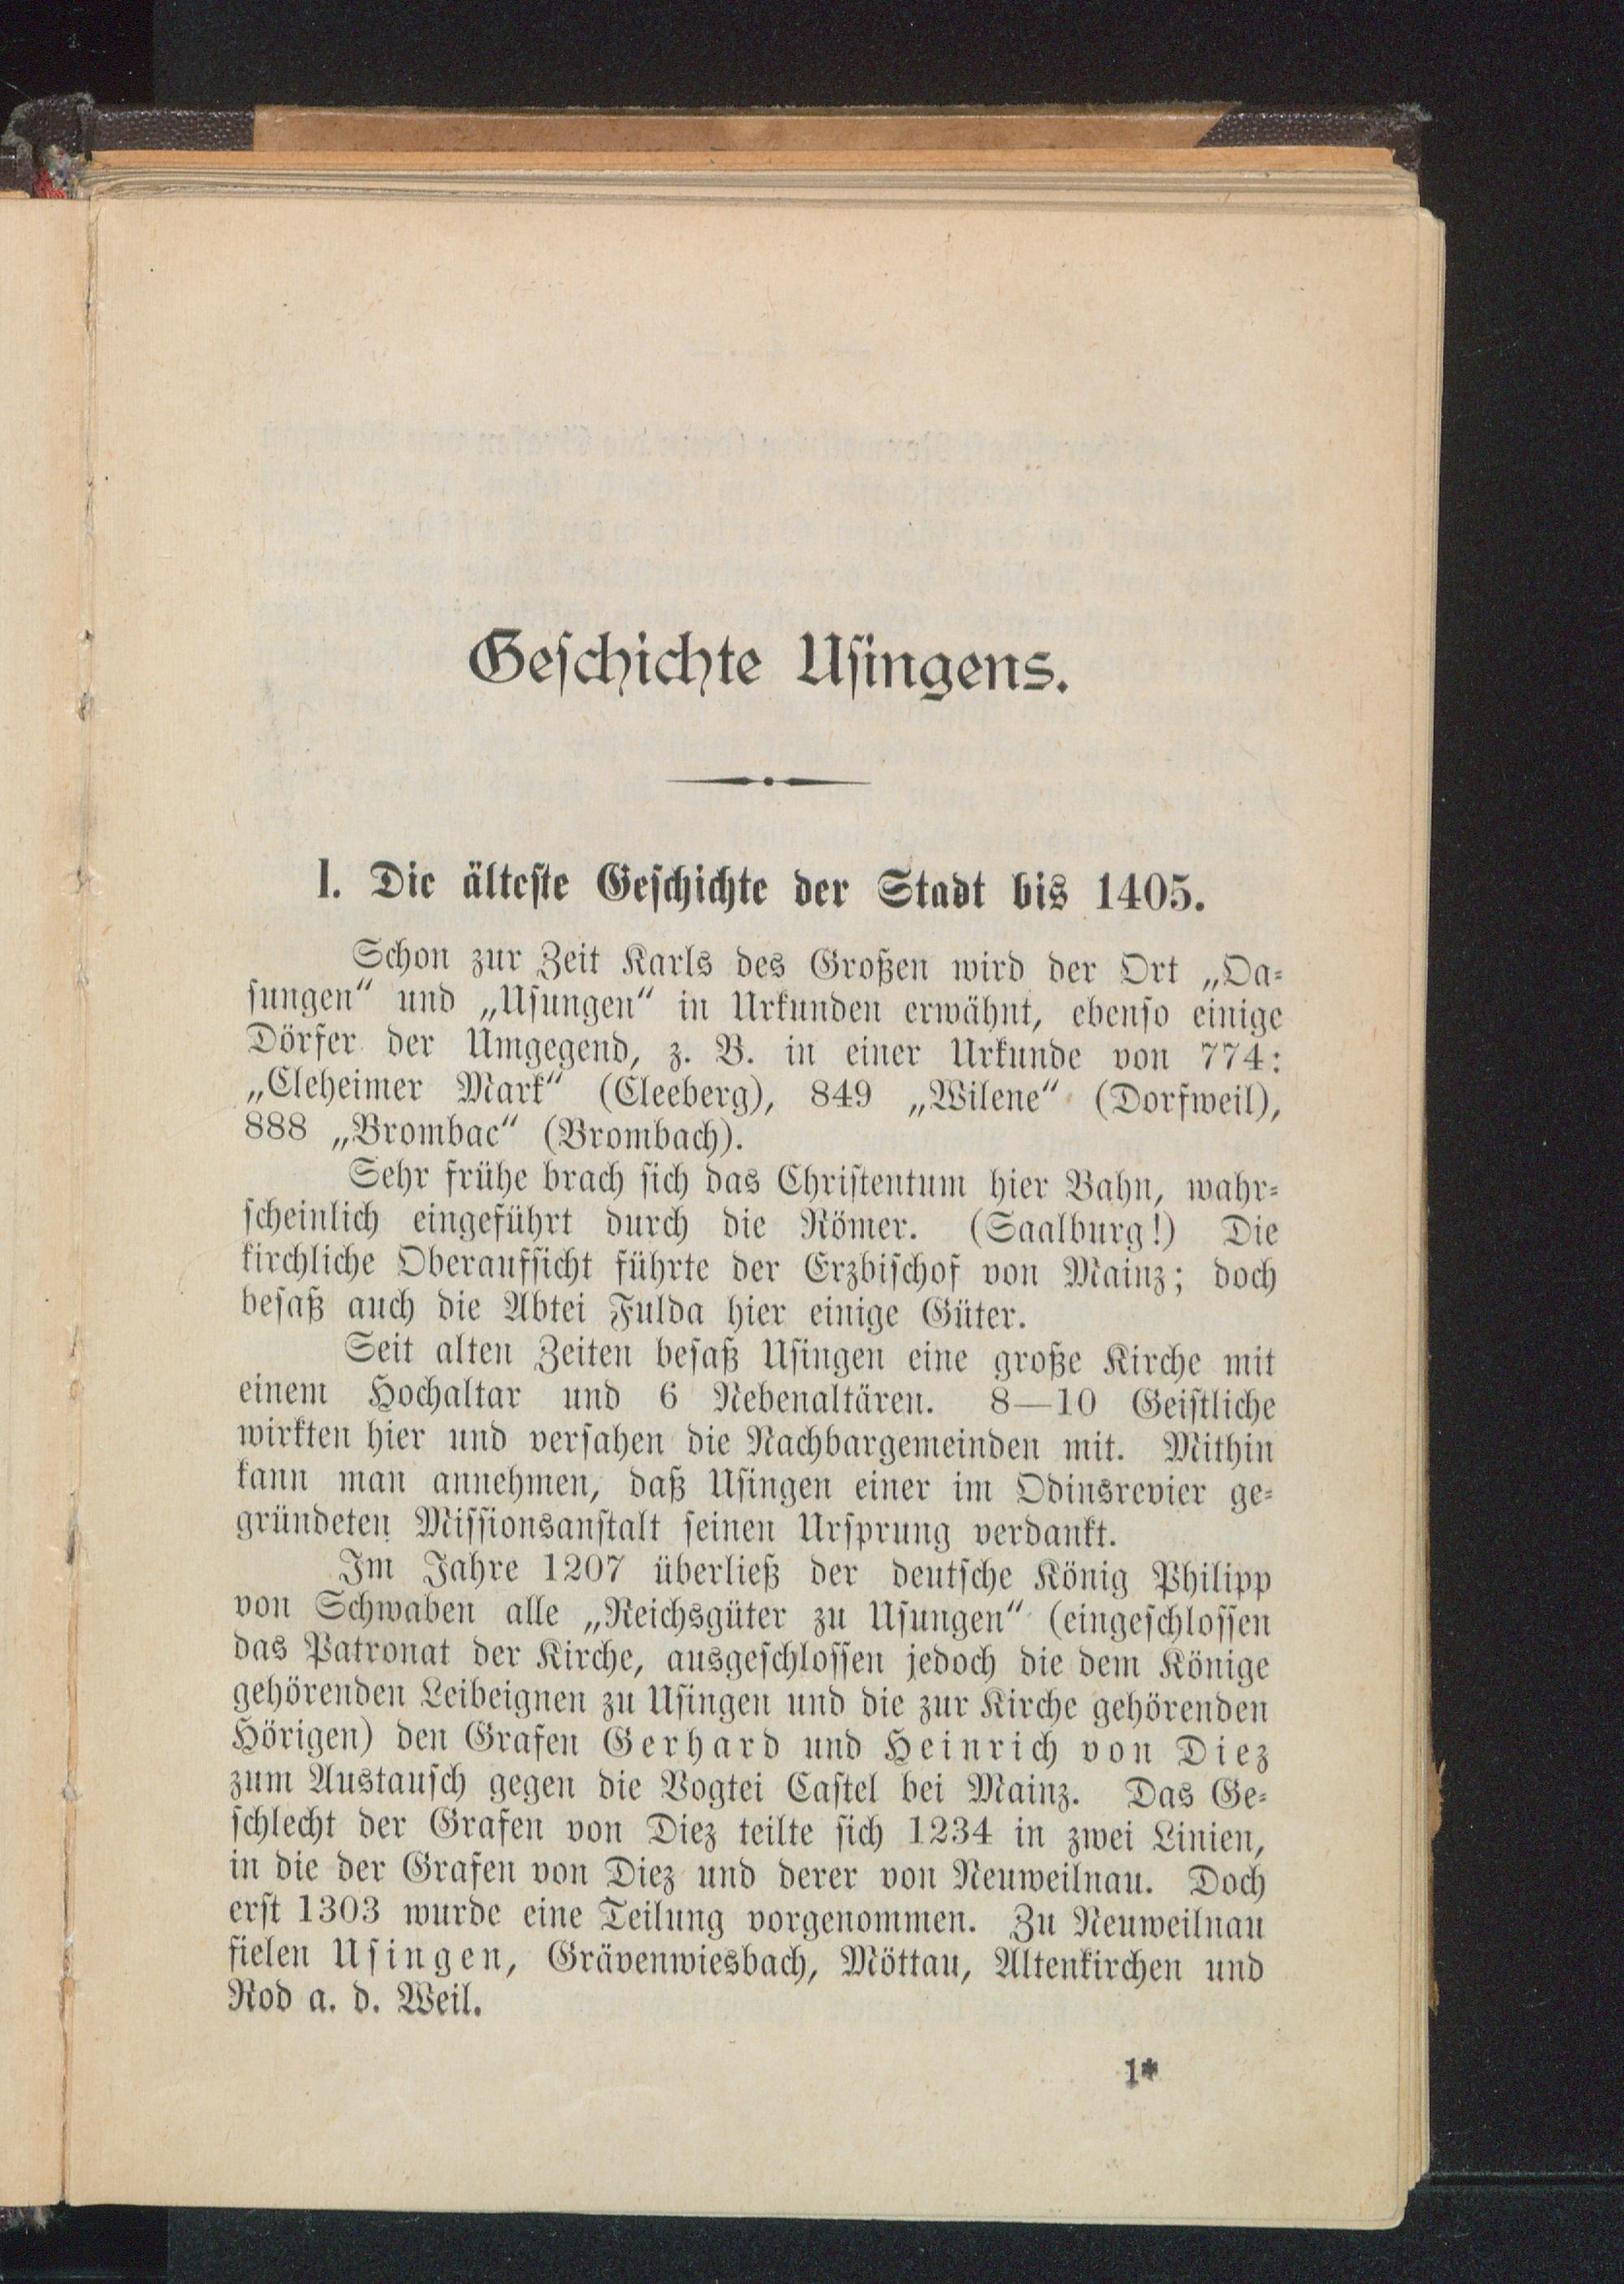 Geschichte Usingens.
I. Die älteste Geschichte der Stadt bis 1405.
Schon zur Zeit Karls des Großen wird der Ort „Oa-
sungen“ und „Usungen“ in Urkunden erwähnt, ebenso einige
Dörfer der Umgegend, z. B. in einer Urkunde von 774:
„Cleheimer Mark“ (Cleeberg), 849 „Wilene“ (Dorfweil),
888 „Brombac“ (Brombach).
Sehr frühe brach sich das Christentum hier Bahn, wahr-
scheinlich eingeführt durch die Römer. (Saalburg!) Die
kirchliche Oberaufsicht führte der Erzbischof von Mainz; doch
besaß auch die Abtei Fulda hier einige Güter.
Seit alten Zeiten besaß Usingen eine große Kirche mit
einem Hochaltar und 6 Nebenaltären. 8—10 Geistliche
wirkten hier und versahen die Nachbargemeinden mit. Mithin
kann man annehmen, daß Usingen einer im Odinsrevier ge-
gründeten Missionsanstalt seinen Ursprung verdankt.
Im Jahre 1207 überließ der deutsche König Philipp
von Schwaben alle „Reichsgüter zu Usungen“ (eingeschlossen
das Patronat der Kirche, ausgeschlossen jedoch die dem Könige
gehörenden Leibeignen zu Usingen und die zur Kirche gehörenden
Hörigen) den Grafen Gerhard und Heinrich von Diez
zum Austausch gegen die Vogtei Castel bei Mainz. Das Ge-
schlecht der Grafen von Diez teilte sich 1234 in zwei Linien,
in die der Grafen von Diez und derer von Neuweilnau. Doch
erst 1303 wurde eine Teilung vorgenommen. Zu Neuweilnau
fielen Usingen, Grävenwiesbach, Möttau, Altenkirchen und
Rod a. d. Weil.
1*